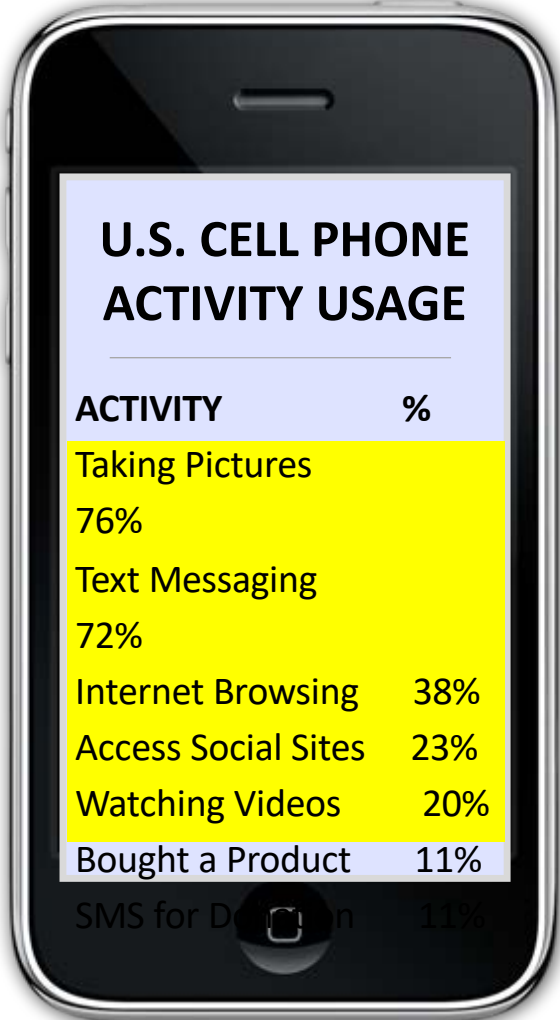 U.S. CELL PHONE
ACTIVITY USAGE
ACTIVITY %
Taking Pictures
76%
Text Messaging
72%
Internet Browsing 38%
Access Social Sites 23%
Watching Videos 20%
Bought a Product 11%
SMS for 11%